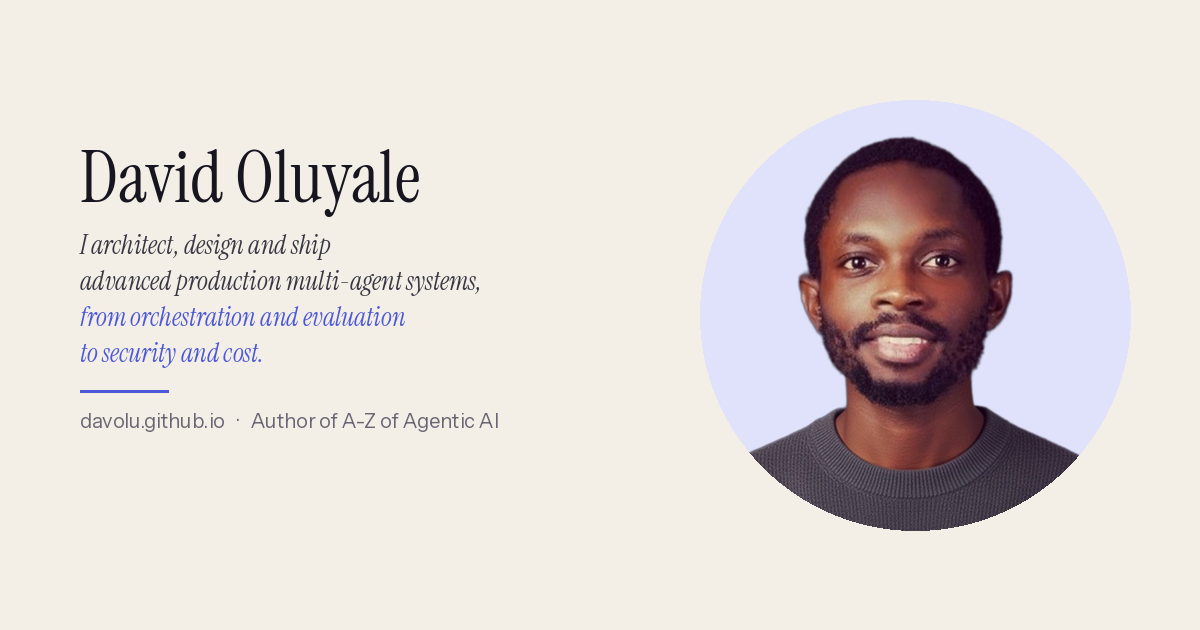 David Oluyale
I architect, design and ship
advanced production multi-agent systems,
from orchestration and evaluation
to security and cost.
davolu.github.io · Author of A-Z of Agentic AI